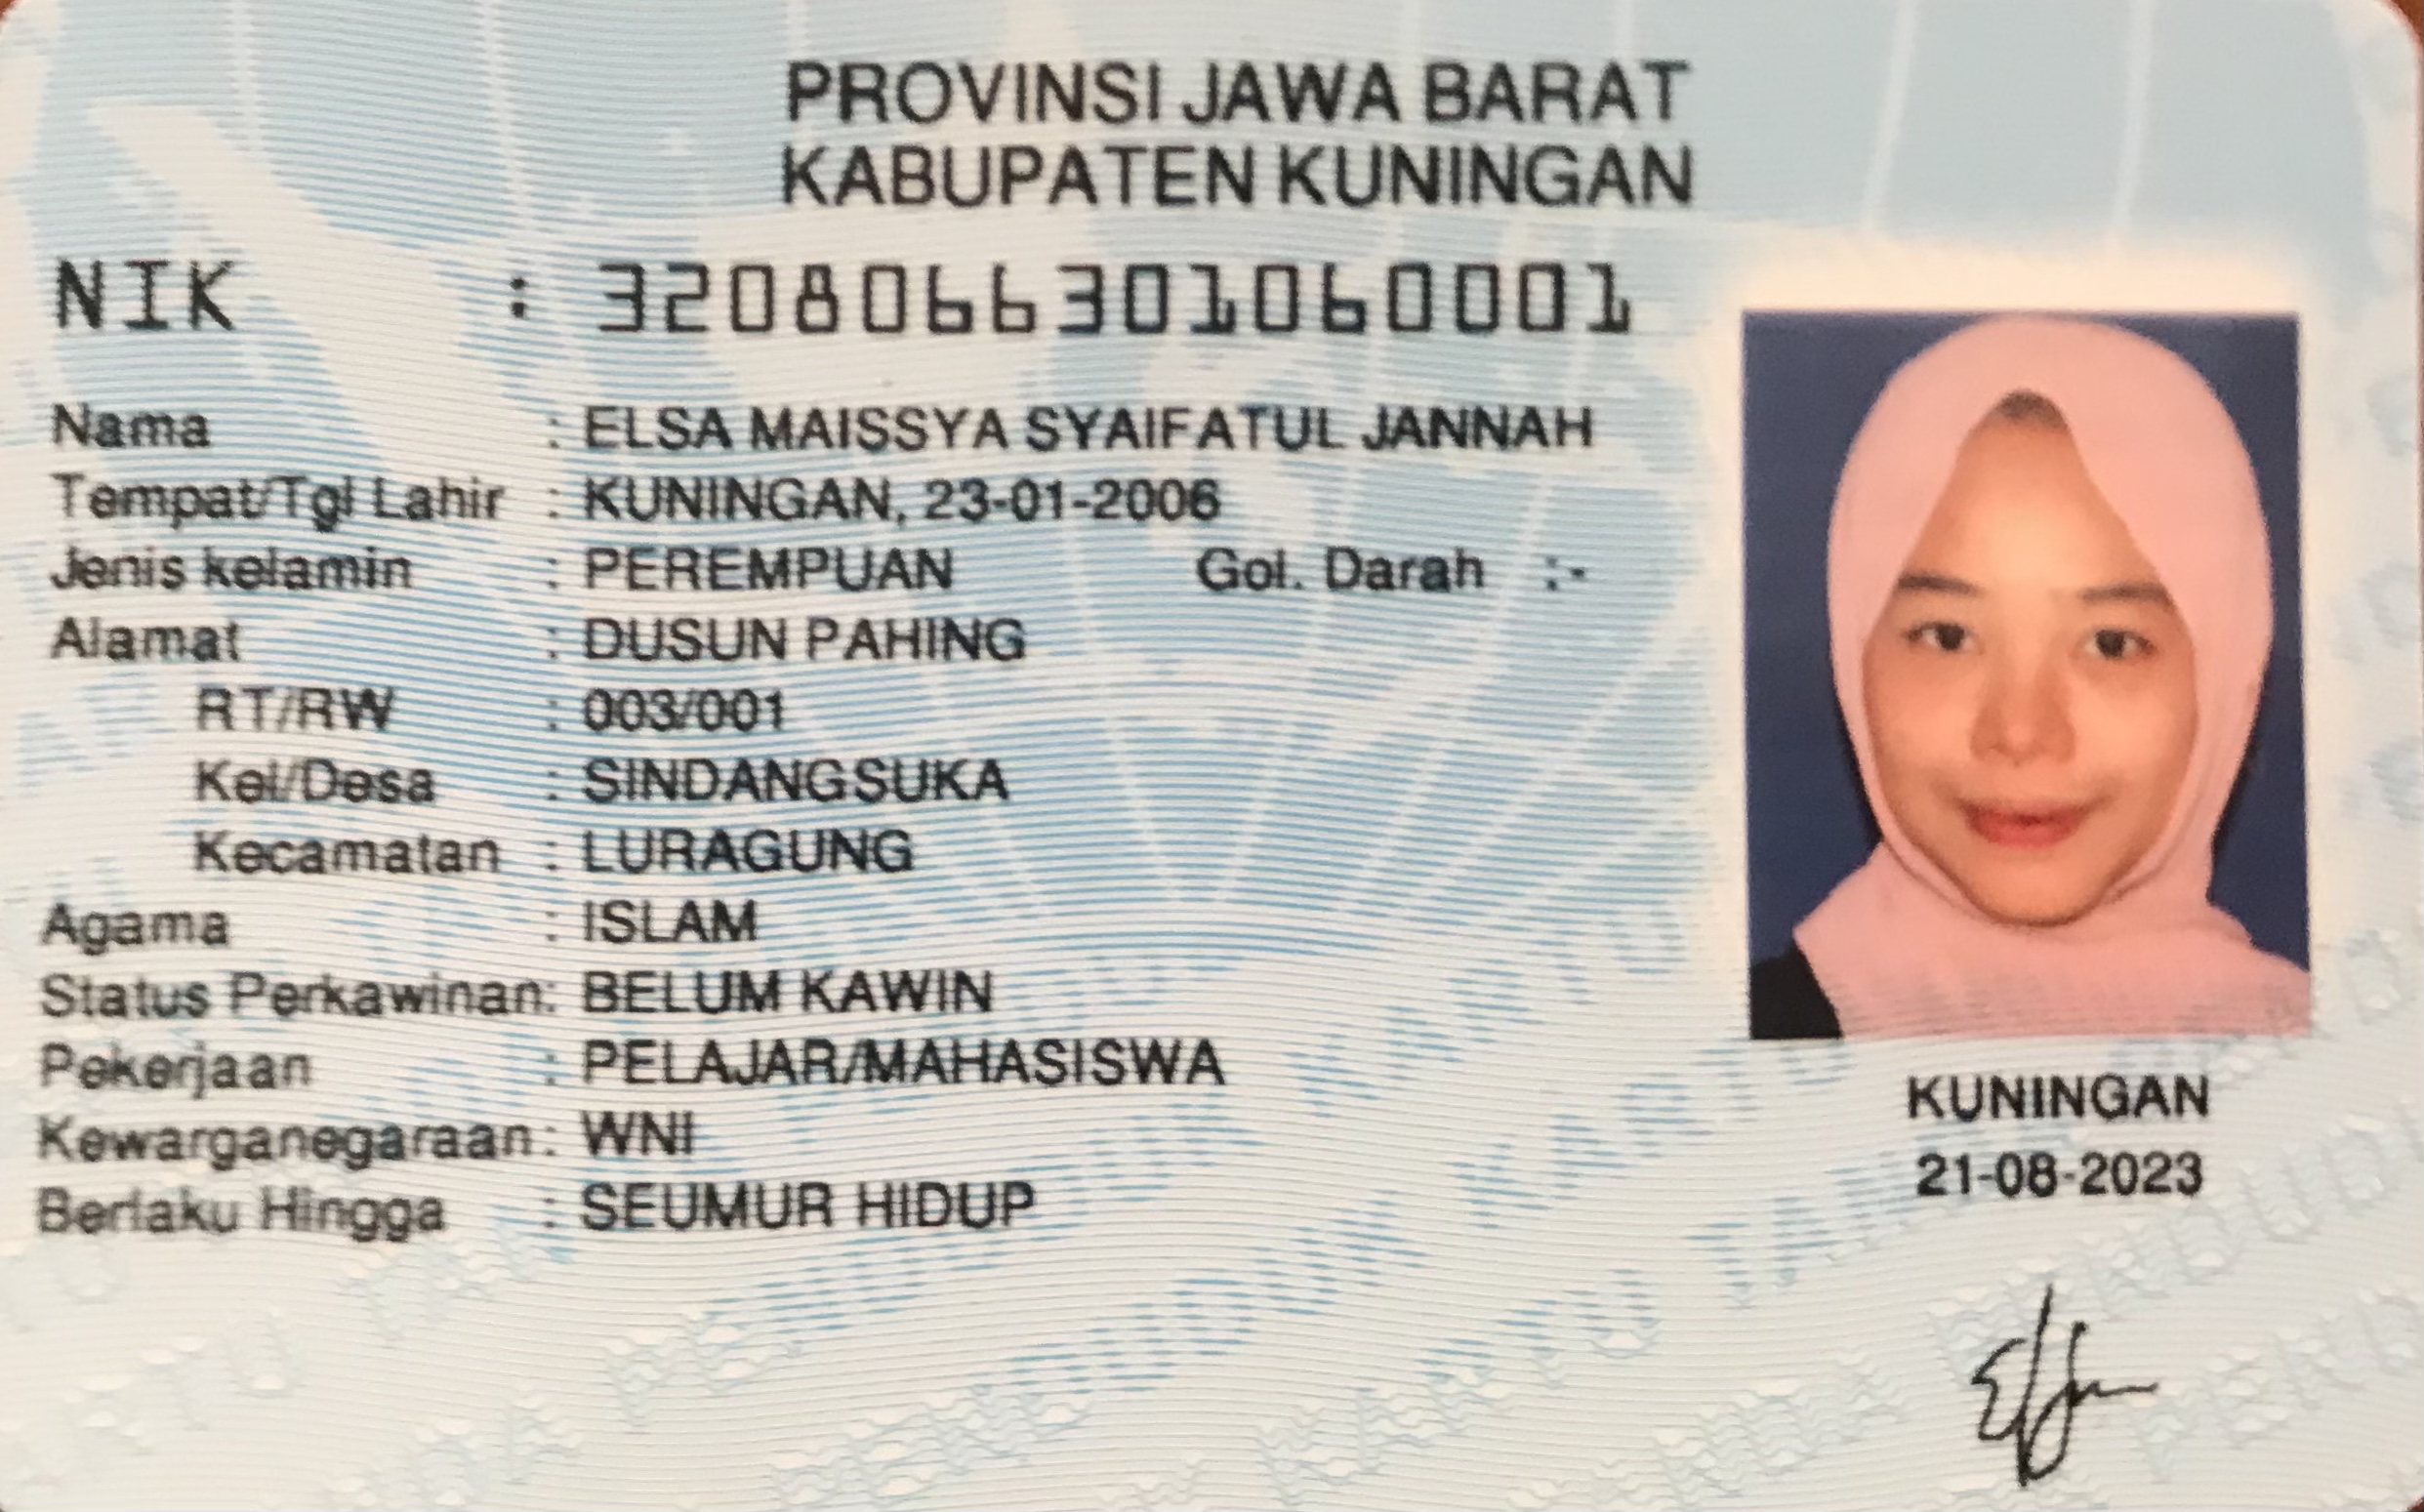 PROVINSI JAWA BARAT
KABUPATEN KUNINGAN
NIK : 3208066301060001
Nama : ELSA MAISSYA SYAIFATUL JANNAH
Tempat/Tgl Lahir : KUNINGAN, 23-01-2006
Jenis kelamin : PEREMPUAN Gol. Darah :-
Alamat : DUSUN PAHING
RT/RW : 003/001
Kel/Desa : SINDANGSUKA
Kecamatan : LURAGUNG
Agama : ISLAM
Status Perkawinan: BELUM KAWIN
Pekerjaan : PELAJAR/MAHASISWA
Kewarganegaraan: WNI
Berlaku Hingga : SEUMUR HIDUP
KUNINGAN
21-08-2023